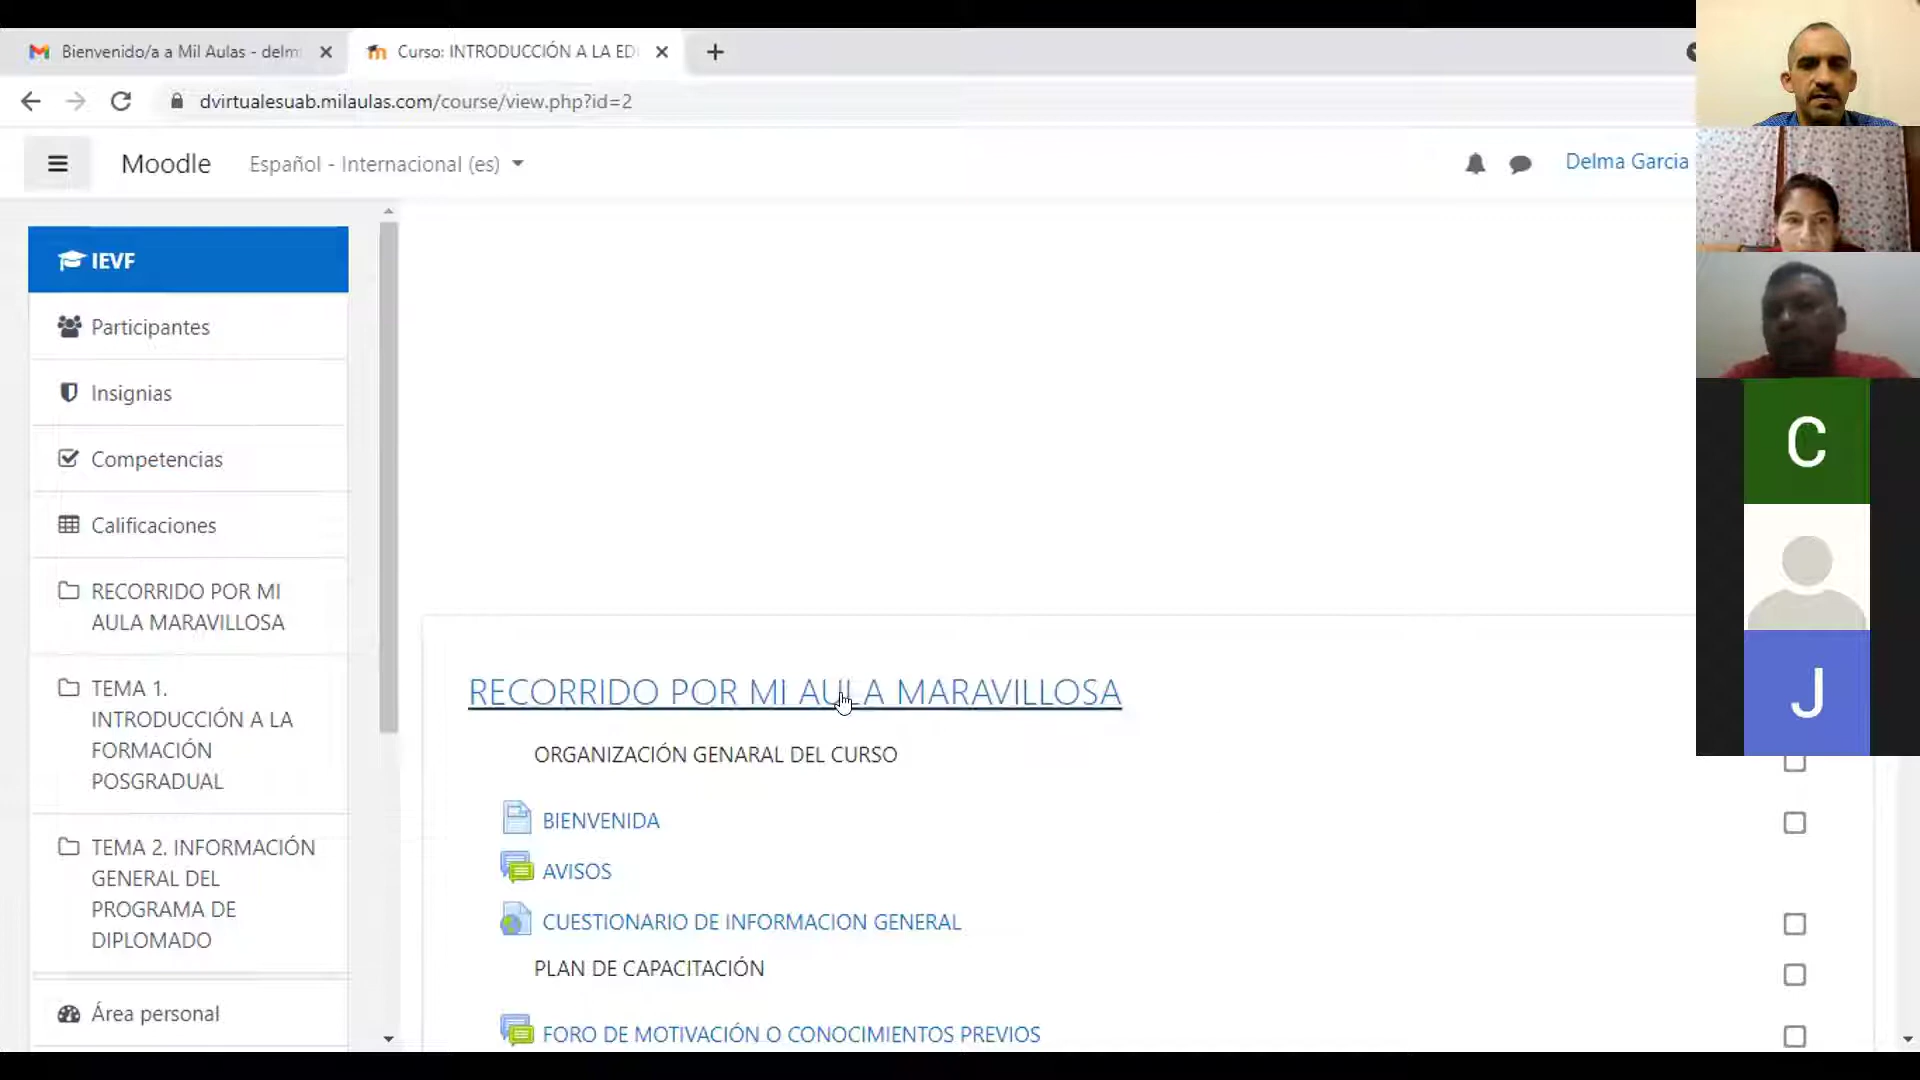 Bienvenido/a a Mil Aulas - delm
Curso: INTRODUCCIÓN A LA ED
dvirtualesuab.milaulas.com/course/view.php?id=2
Moodle
Español - Internacional (es)
Delma Garcia
IEVF
Participantes
Insignias
Competencias
Calificaciones
RECORRIDO POR MI
AULA MARAVILLOSA
TEMA 1.
INTRODUCCIÓN A LA
FORMACIÓN
POSGRADUAL
TEMA 2. INFORMACIÓN
GENERAL DEL
PROGRAMA DE
DIPLOMADO
Área personal
RECORRIDO POR MI AULA MARAVILLOSA
ORGANIZACIÓN GENARAL DEL CURSO
BIENVENIDA
AVISOS
CUESTIONARIO DE INFORMACION GENERAL
PLAN DE CAPACITACIÓN
FORO DE MOTIVACIÓN O CONOCIMIENTOS PREVIOS
C
J